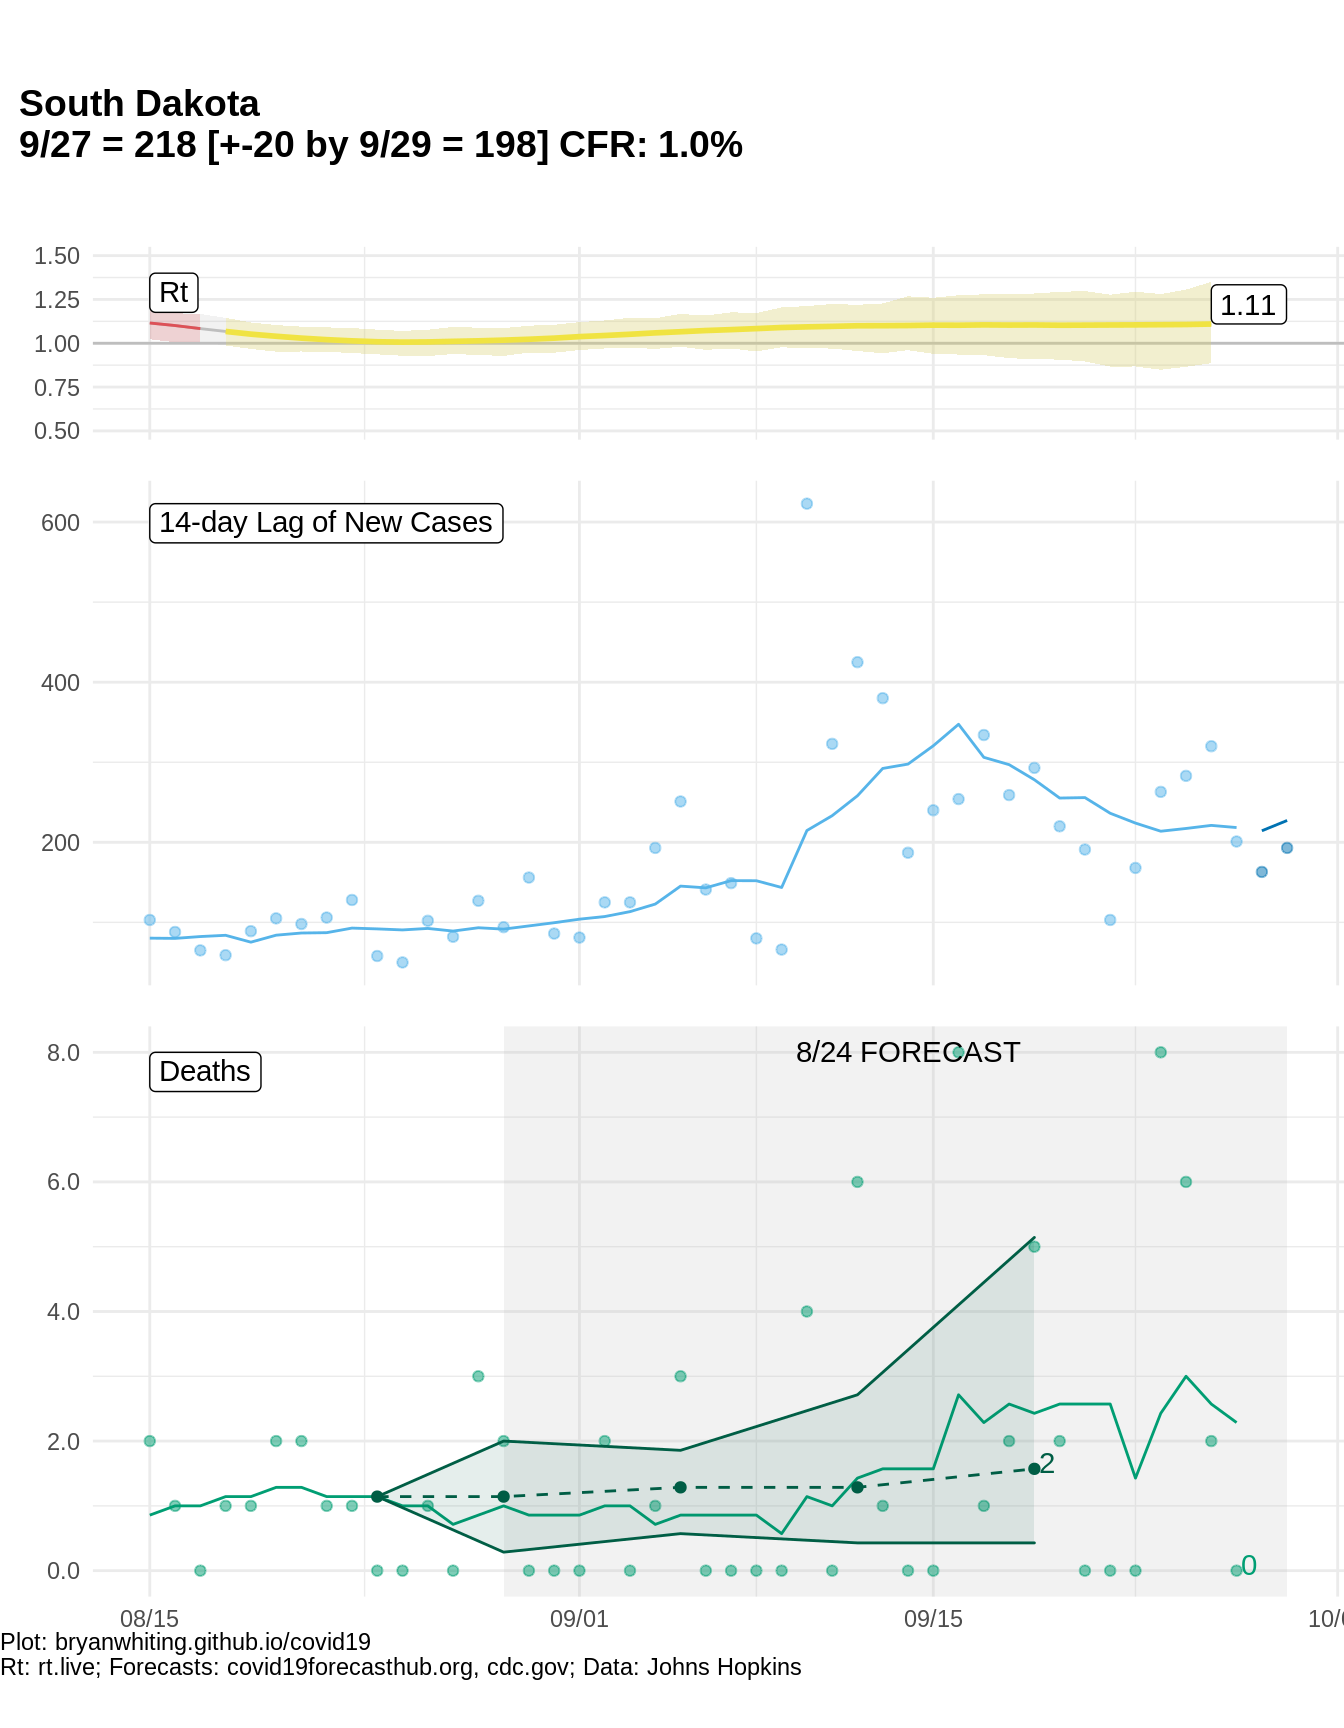 South Dakota
9/27 = 218 [+-20 by 9/29 = 198] CFR: 1.0%
1.50
Rt
1.25
1.11
1.00
0.75
0.50
14-day Lag of New Cases
600
400
200
8/24 FORECAST
8.0
Deaths
6.0
4.0
2.0
2
0.0
0
08/15
09/01
09/15
10/0
Plot: bryanwhiting.github.io/covid19
Rt: rt.live; Forecasts: covid19forecasthub.org, cdc.gov; Data: Johns Hopkins